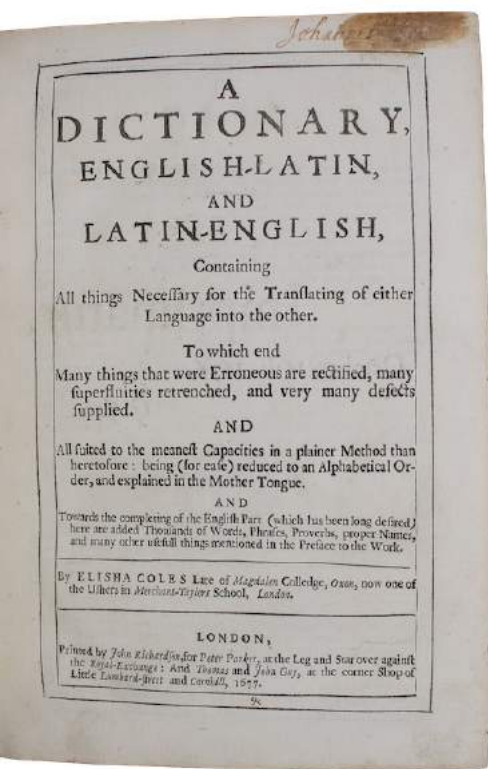 A
DICTIONARY,
ENGLISH-LATIN,
AND
LATIN-ENGLISH,
Containing
All things Neceſſary for the Tranſlating of either
Language into the other.
To which end
Many things that were Erroneous are rectified, many
ſuperfluities retrenched, and very many defects
ſupplied.
AND
All ſuited to the meaneſt Capacities in a plainer Method than
heretofore : being (for eaſe) reduced to an Alphabetical Or-
der, and explained in the Mother Tongue.
AND
Towards the completing of the Engliſh Part (which has been long deſired)
here are added Thouſands of Words, Phraſes, Proverbs, proper Names,
and many other uſefull things mentioned in the Preface to the Work.
By ELISHA COLES Late of Magdalen Colledge, Oxon, now one of
the Uſhers in Merchant-Taylors School, London.
LONDON,
Printed by John Richardſon, for Peter Parker, at the Leg and Star over againſt
the Royal-Exchange : And Thomas and John Guy, at the corner Shop of
Little Lumbard-ſtreet and Cornhill, 1677.